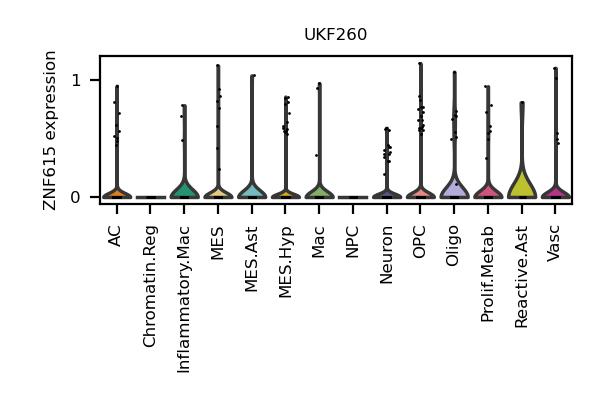 UKF260
ZNF615 expression
1
0
AC
Chromatin.Reg
Inflammatory.Mac
MES
MES.Ast
MES.Hyp
Mac
NPC
Neuron
OPC
Oligo
Prolif.Metab
Reactive.Ast
Vasc